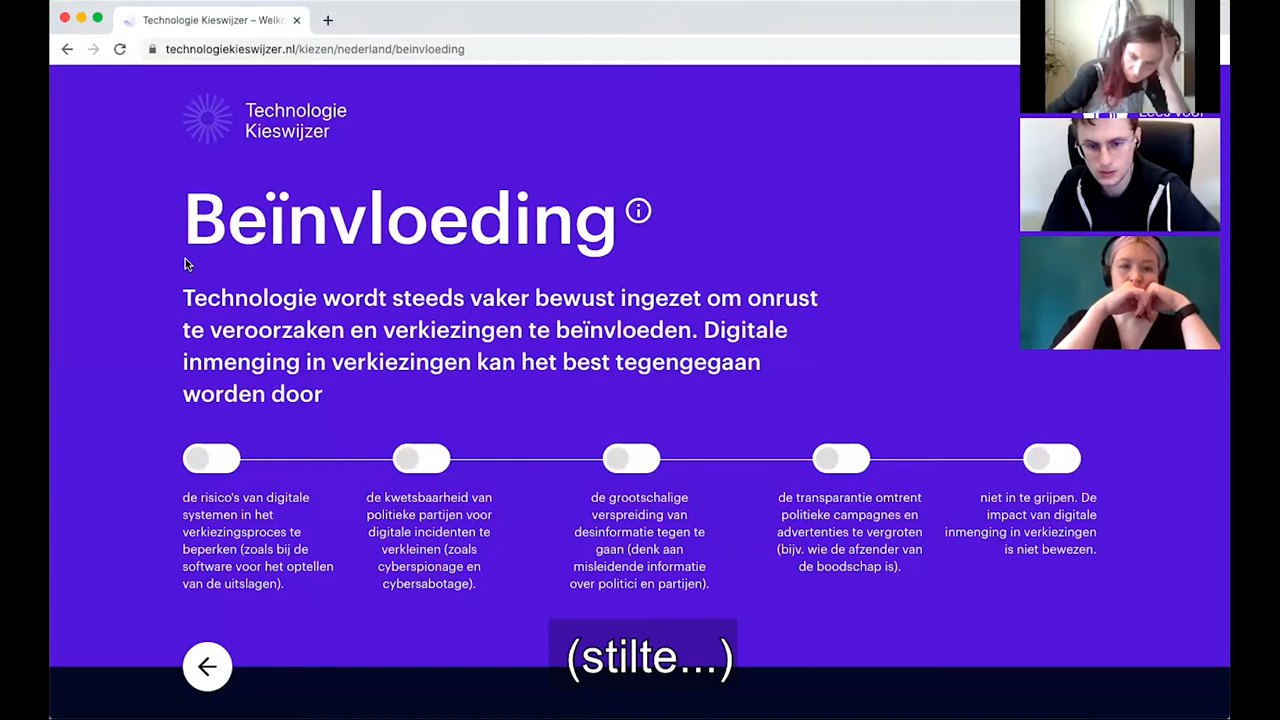 Technologie Kieswijzer – Welk
technologiekieswijzer.nl/kiezen/nederland/beinvloeding
Technologie
Kieswijzer
Beïnvloeding
Technologie wordt steeds vaker bewust ingezet om onrust
te veroorzaken en verkiezingen te beïnvloeden. Digitale
inmenging in verkiezingen kan het best tegengegaan
worden door
de risico's van digitale
systemen in het
verkiezingsproces te
beperken (zoals bij de
software voor het optellen
van de uitslagen).
de kwetsbaarheid van
politieke partijen voor
digitale incidenten te
verkleinen (zoals
cyberspionage en
cybersabotage).
de grootschalige
verspreiding van
desinformatie tegen te
gaan (denk aan
misleidende informatie
over politici en partijen).
de transparantie omtrent
politieke campagnes en
advertenties te vergroten
(bijv. wie de afzender van
de boodschap is).
niet in te grijpen. De
impact van digitale
inmenging in verkiezingen
is niet bewezen.
(stilte...)